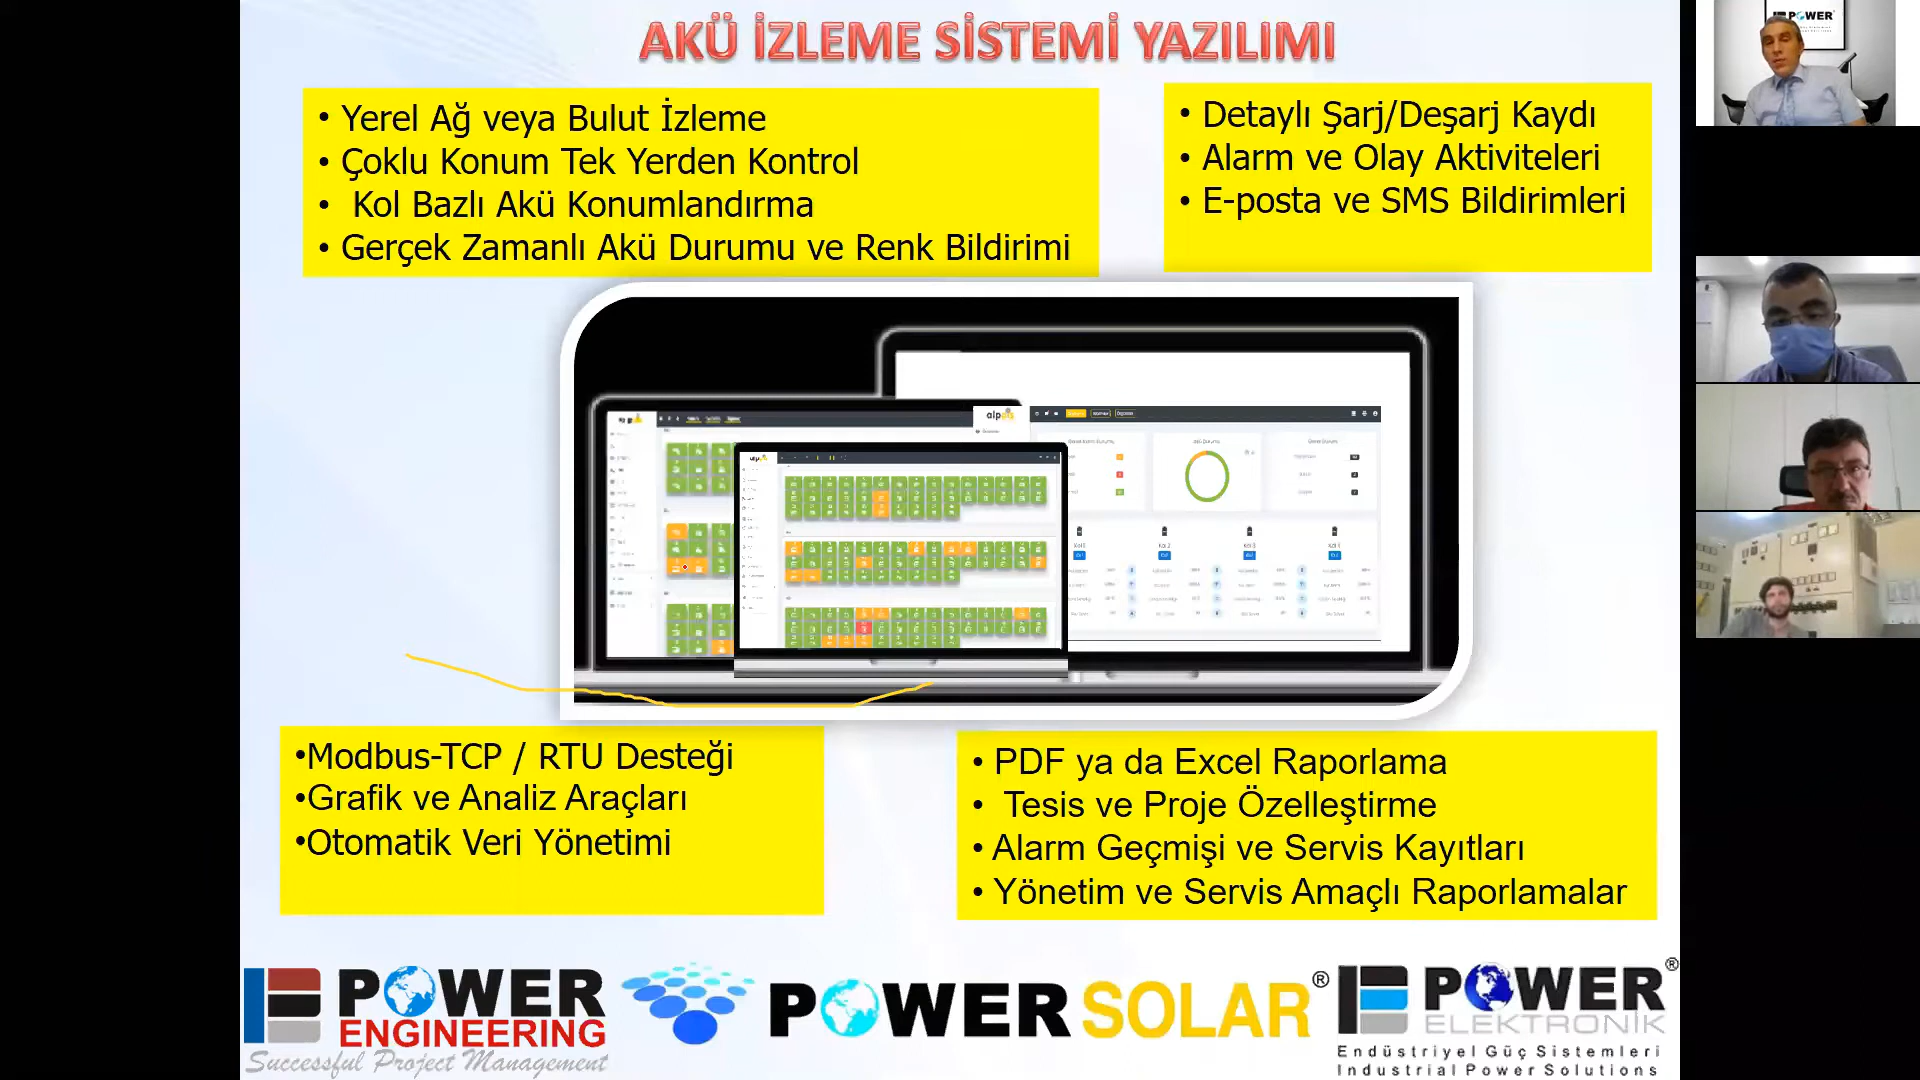 AKÜ İZLEME SİSTEMİ YAZILIMI
• Yerel Ağ veya Bulut İzleme
• Çoklu Konum Tek Yerden Kontrol
• Kol Bazlı Akü Konumlandırma
• Gerçek Zamanlı Akü Durumu ve Renk Bildirimi
• Detaylı Şarj/Deşarj Kaydı
• Alarm ve Olay Aktiviteleri
• E-posta ve SMS Bildirimleri
•Modbus-TCP / RTU Desteği
•Grafik ve Analiz Araçları
•Otomatik Veri Yönetimi
• PDF ya da Excel Raporlama
• Tesis ve Proje Özelleştirme
• Alarm Geçmişi ve Servis Kayıtları
• Yönetim ve Servis Amaçlı Raporlamalar
POWER
ENGINEERING
Successful Project Management
POWER SOLAR®
POWER®
ELEKTRONİK
Endüstriyel Güç Sistemleri
Industrial Power Solutions
POWER